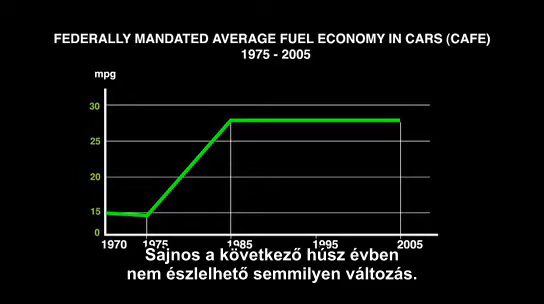 FEDERALLY MANDATED AVERAGE FUEL ECONOMY IN CARS (CAFE)
1975 - 2005
mpg
30
25
20
15
0
1970 1975 1985 1995 2005
Sajnos a következő húsz évben
nem észlelhető semmilyen változás.